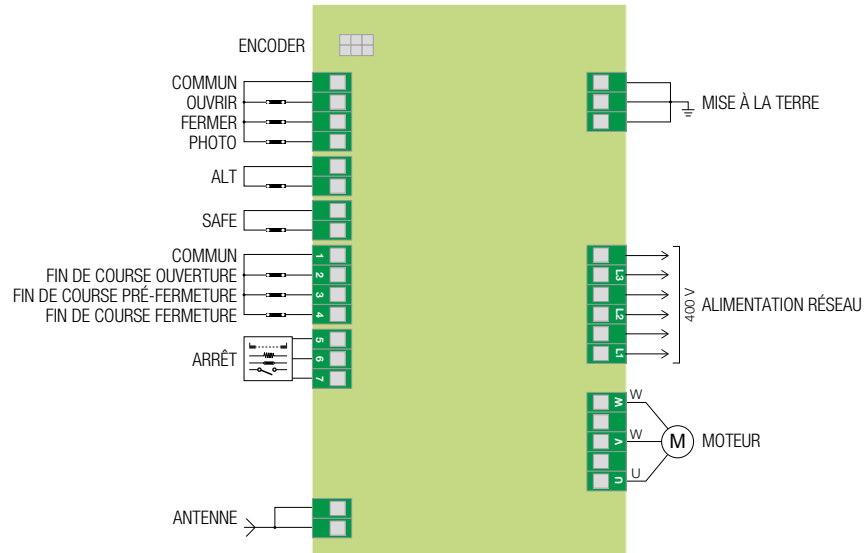 ENCODER
COMMUN
OUVRIR
FERMER
PHOTO
ALT
SAFE
COMMUN
FIN DE COURSE OUVERTURE
FIN DE COURSE PRÉ-FERMETURE
FIN DE COURSE FERMETURE
1
2
3
4
ARRÊT
5
6
7
ANTENNE
MISE À LA TERRE
L3
L2
L1
400 V
ALIMENTATION RÉSEAU
W
V
U
W
W
U
M
MOTEUR